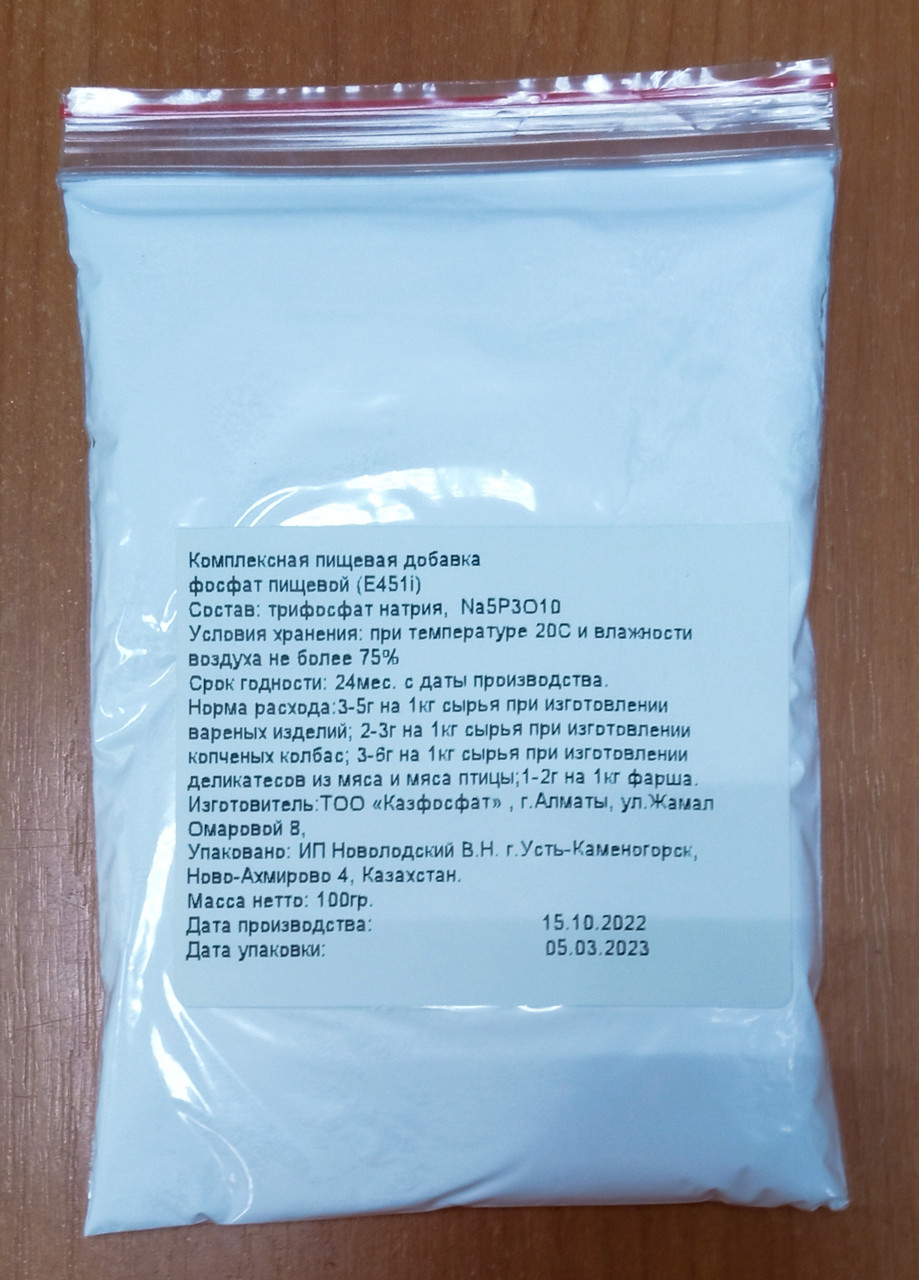 Комплексная пищевая добавка
фосфат пищевой (Е451i)
Состав: трифосфат натрия, Na5P3O10
Условия хранения: при температуре 20С и влажности
воздуха не более 75%
Срок годности: 24мес. с даты производства.
Норма расхода:3-5г на 1кг сырья при изготовлении
вареных изделий; 2-3г на 1кг сырья при изготовлении
копченых колбас; 3-6г на 1кг сырья при изготовлении
деликатесов из мяса и мяса птицы;1-2г на 1кг фарша.
Изготовитель:ТОО «Казфосфат» , г.Алматы, ул.Жамал
Омаровой 8,
Упаковано: ИП Новолодский В.Н. г.Усть-Каменогорск,
Ново-Ахмирово 4, Казахстан.
Масса нетто: 100гр.
Дата производства: 15.10.2022
Дата упаковки: 05.03.2023